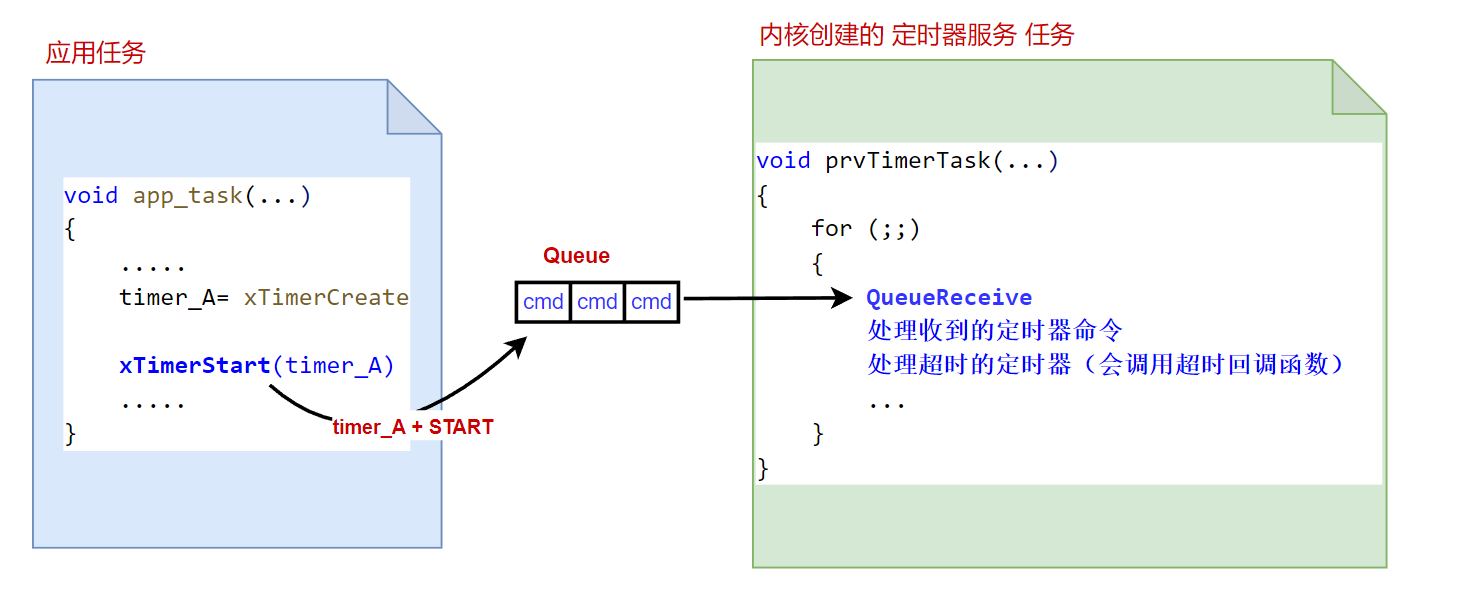 应用任务
void app_task(...)
{
.....
timer_A= xTimerCreate
xTimerStart(timer_A)
.....
}
timer_A + START
Queue
cmd cmd cmd
内核创建的 定时器服务 任务
void prvTimerTask(...)
{
for (;;)
{
QueueReceive
处理收到的定时器命令
处理超时的定时器（会调用超时回调函数）
...
}
}